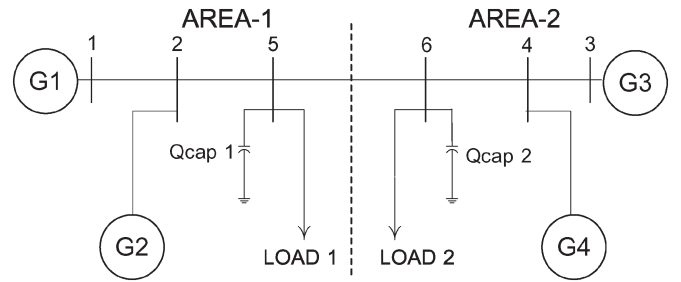 AREA-1
AREA-2
1
2
5
6
4
3
G1
G3
Qcap 1
Qcap 2
G2
LOAD 1
LOAD 2
G4